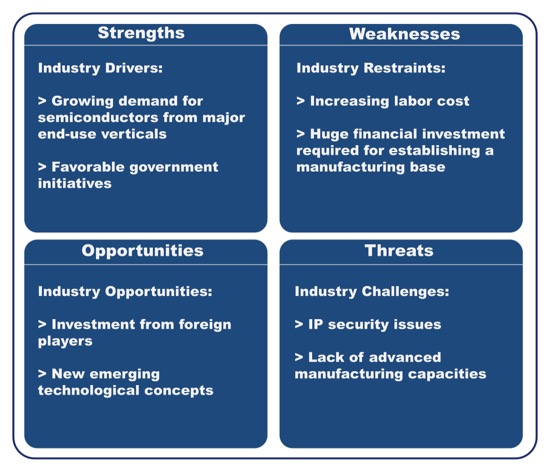 Strengths
Industry Drivers:
> Growing demand for
semiconductors from major
end-use verticals
> Favorable government
initiatives
Weaknesses
Industry Restraints:
> Increasing labor cost
> Huge financial investment
required for establishing a
manufacturing base
Opportunities
Industry Opportunities:
> Investment from foreign
players
> New emerging
technological concepts
Threats
Industry Challenges:
> IP security issues
> Lack of advanced
manufacturing capacities